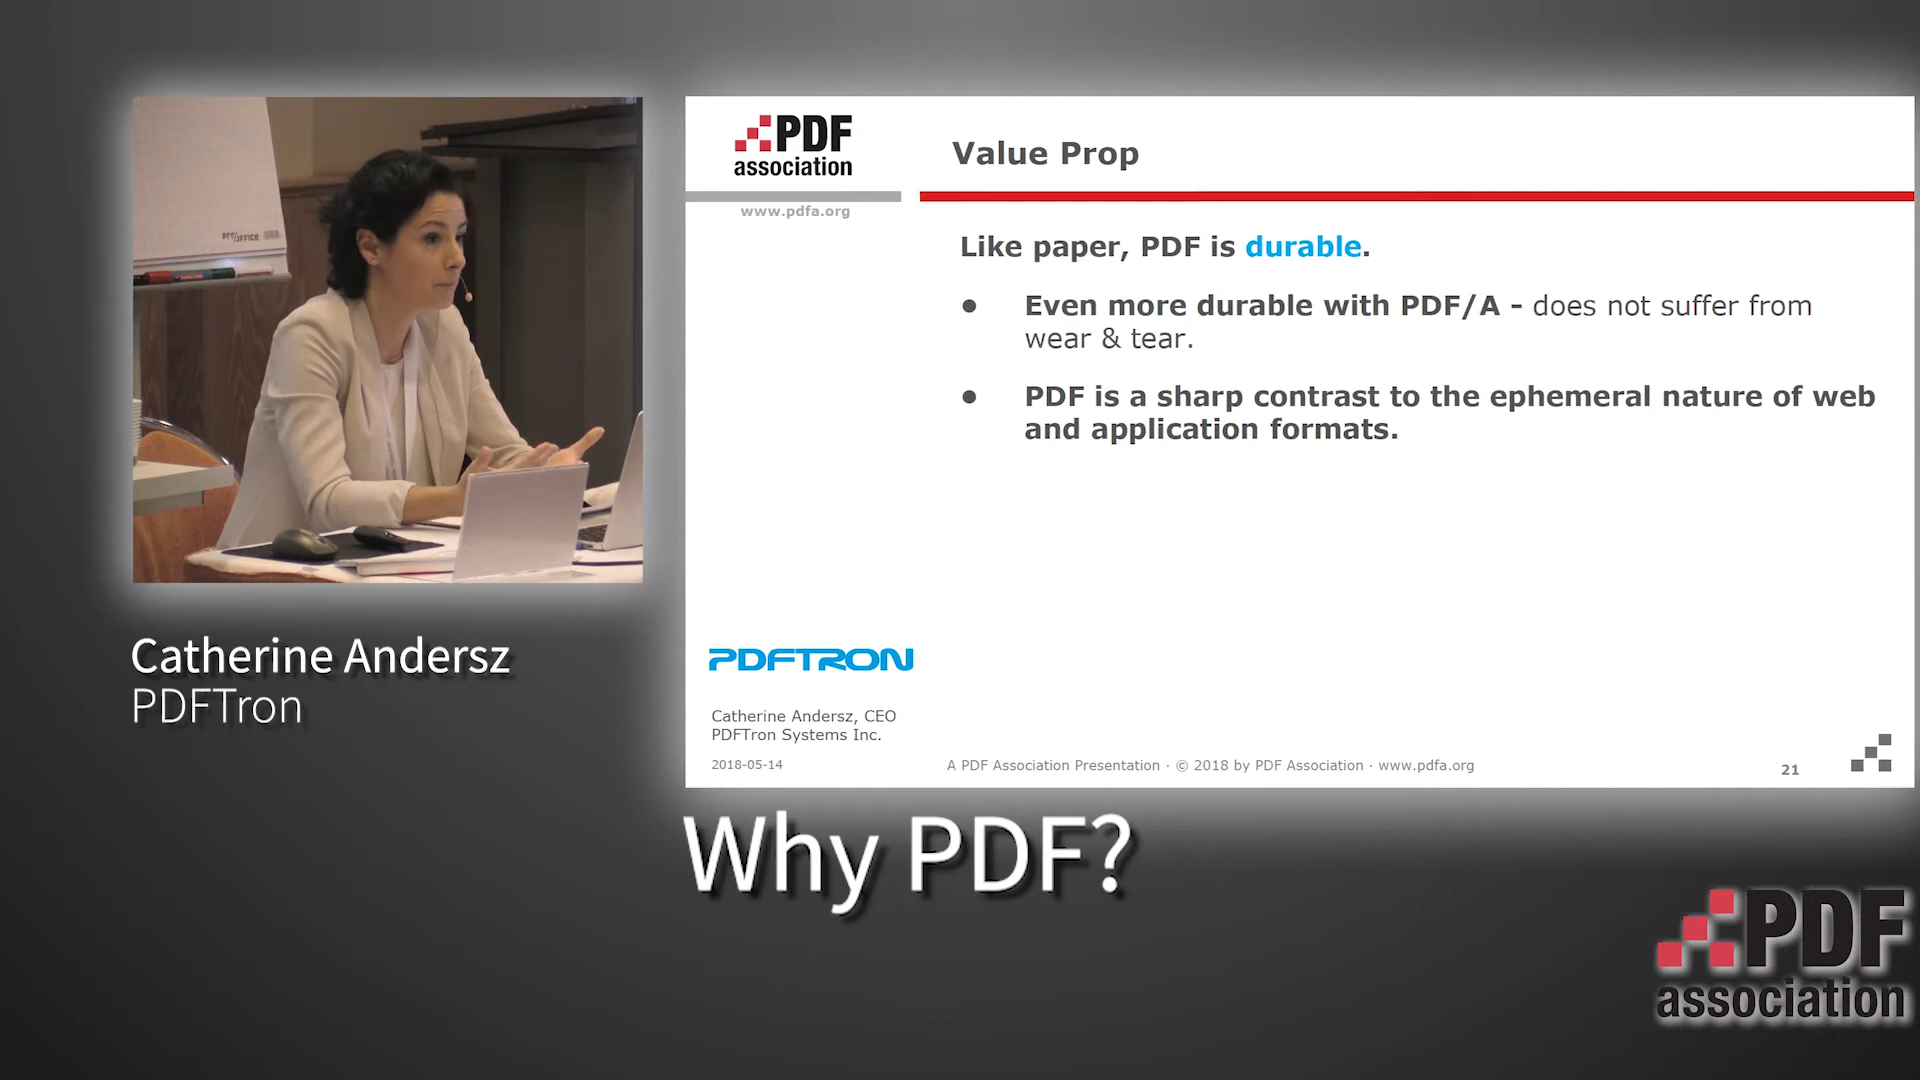 PDF
association
www.pdfa.org
Value Prop
Like paper, PDF is durable.
● Even more durable with PDF/A - does not suffer from
wear & tear.
● PDF is a sharp contrast to the ephemeral nature of web
and application formats.
PDFTRON
Catherine Andersz, CEO
PDFTron Systems Inc.
2018-05-14
A PDF Association Presentation · © 2018 by PDF Association · www.pdfa.org
21
Catherine Andersz
PDFTron
Why PDF?
PDF
association